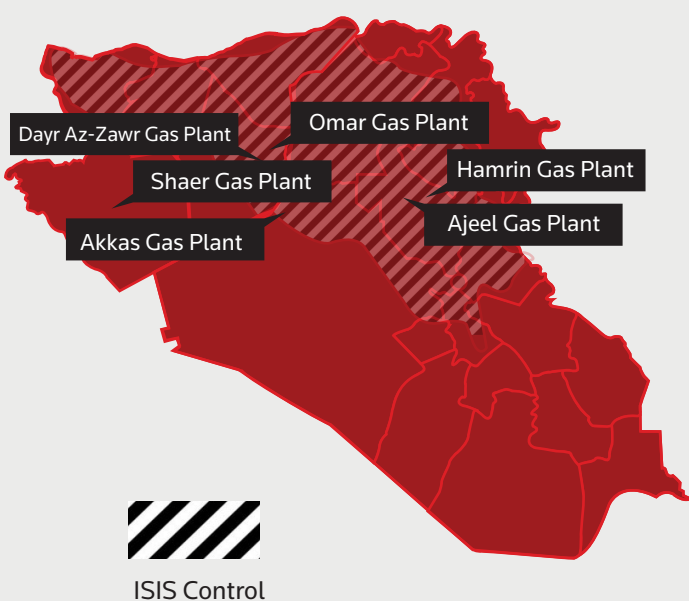 Omar Gas Plant
Dayr Az-Zawr Gas Plant
Hamrin Gas Plant
Shaer Gas Plant
Ajeel Gas Plant
Akkas Gas Plant
ISIS Control